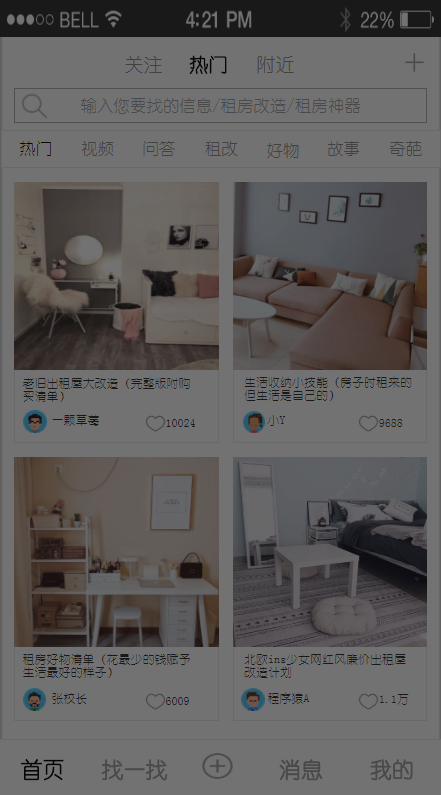 BELL 4:21 PM 22%
关注 热门 附近
输入您要找的信息/租房改造/租房神器
热门 视频 问答 租改 好物 故事 奇葩
老旧出租屋大改造（完整版附购
买清单）
一颗草莓 10024
生活收纳小技能（房子时租来的
但生活是自己的）
小Y 9688
租房好物清单（花最少的钱赋予
生活最好的样子）
张校长 6009
北欧ins少女网红风廉价出租屋
改造计划
程序猿A 1.1万
首页 找一找 消息 我的